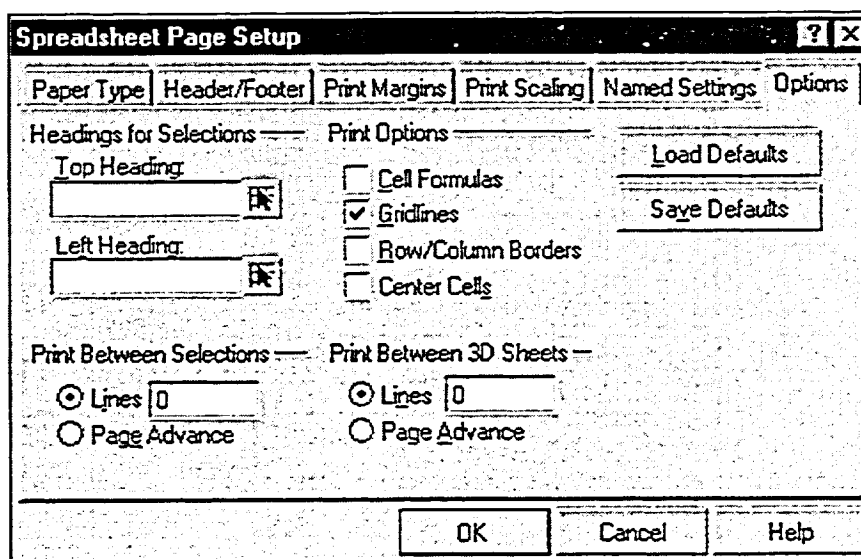 Spreadsheet Page Setup
Paper Type Header/Footer Print Margins Print Scaling Named Settings Options
Headings for Selections
Top Heading:
Left Heading:
Print Options
Cell Formulas
Gridlines
Row/Column Borders
Center Cells
Load Defaults
Save Defaults
Print Between Selections
Lines 0
Page Advance
Print Between 3D Sheets
Lines 0
Page Advance
OK Cancel Help